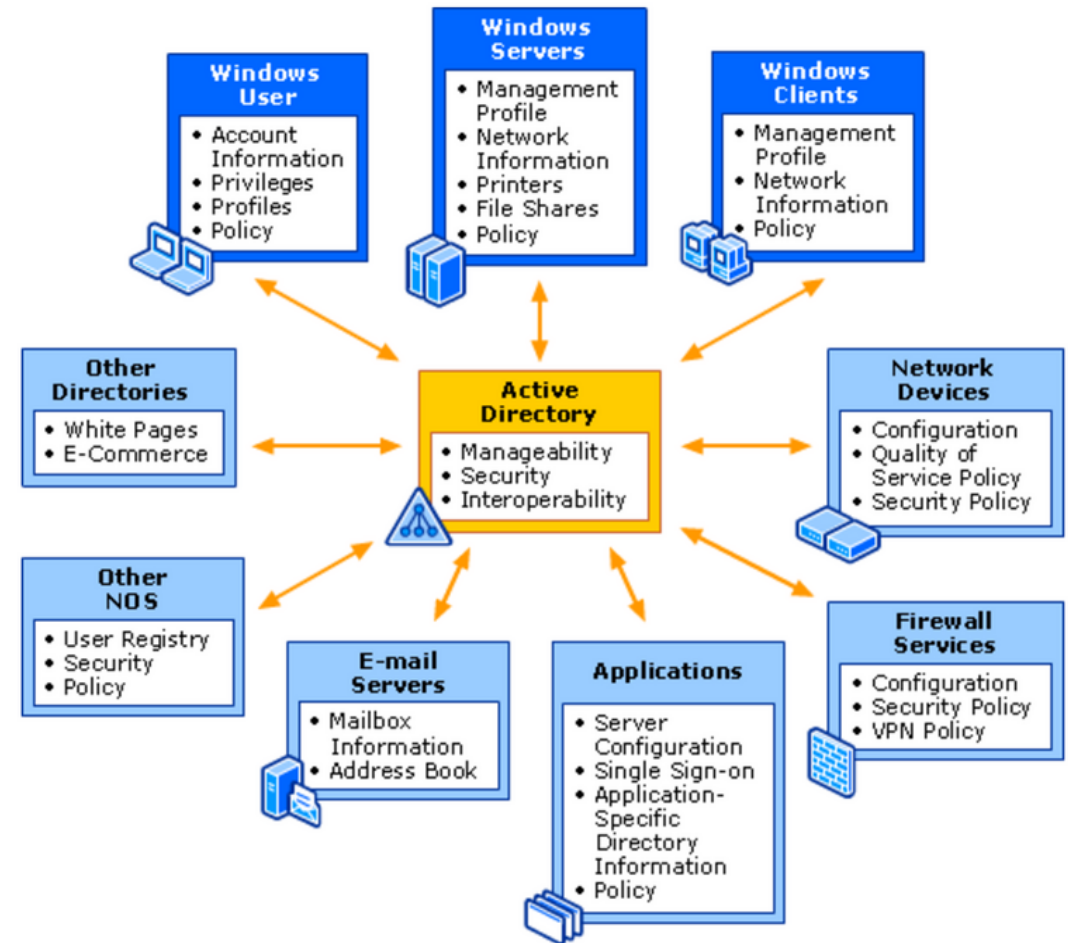 Windows
Servers
• Management
Profile
• Network
Information
• Printers
• File Shares
• Policy
Windows
User
• Account
Information
• Privileges
• Profiles
• Policy
Windows
Clients
• Management
Profile
• Network
Information
• Policy
Other
Directories
• White Pages
• E-Commerce
Active
Directory
• Manageability
• Security
• Interoperability
Network
Devices
• Configuration
• Quality of
Service Policy
• Security Policy
Other
NOS
• User Registry
• Security
• Policy
E-mail
Servers
• Mailbox
Information
• Address Book
Applications
• Server
Configuration
• Single Sign-on
• Application-
Specific
Directory
Information
• Policy
Firewall
Services
• Configuration
• Security Policy
• VPN Policy